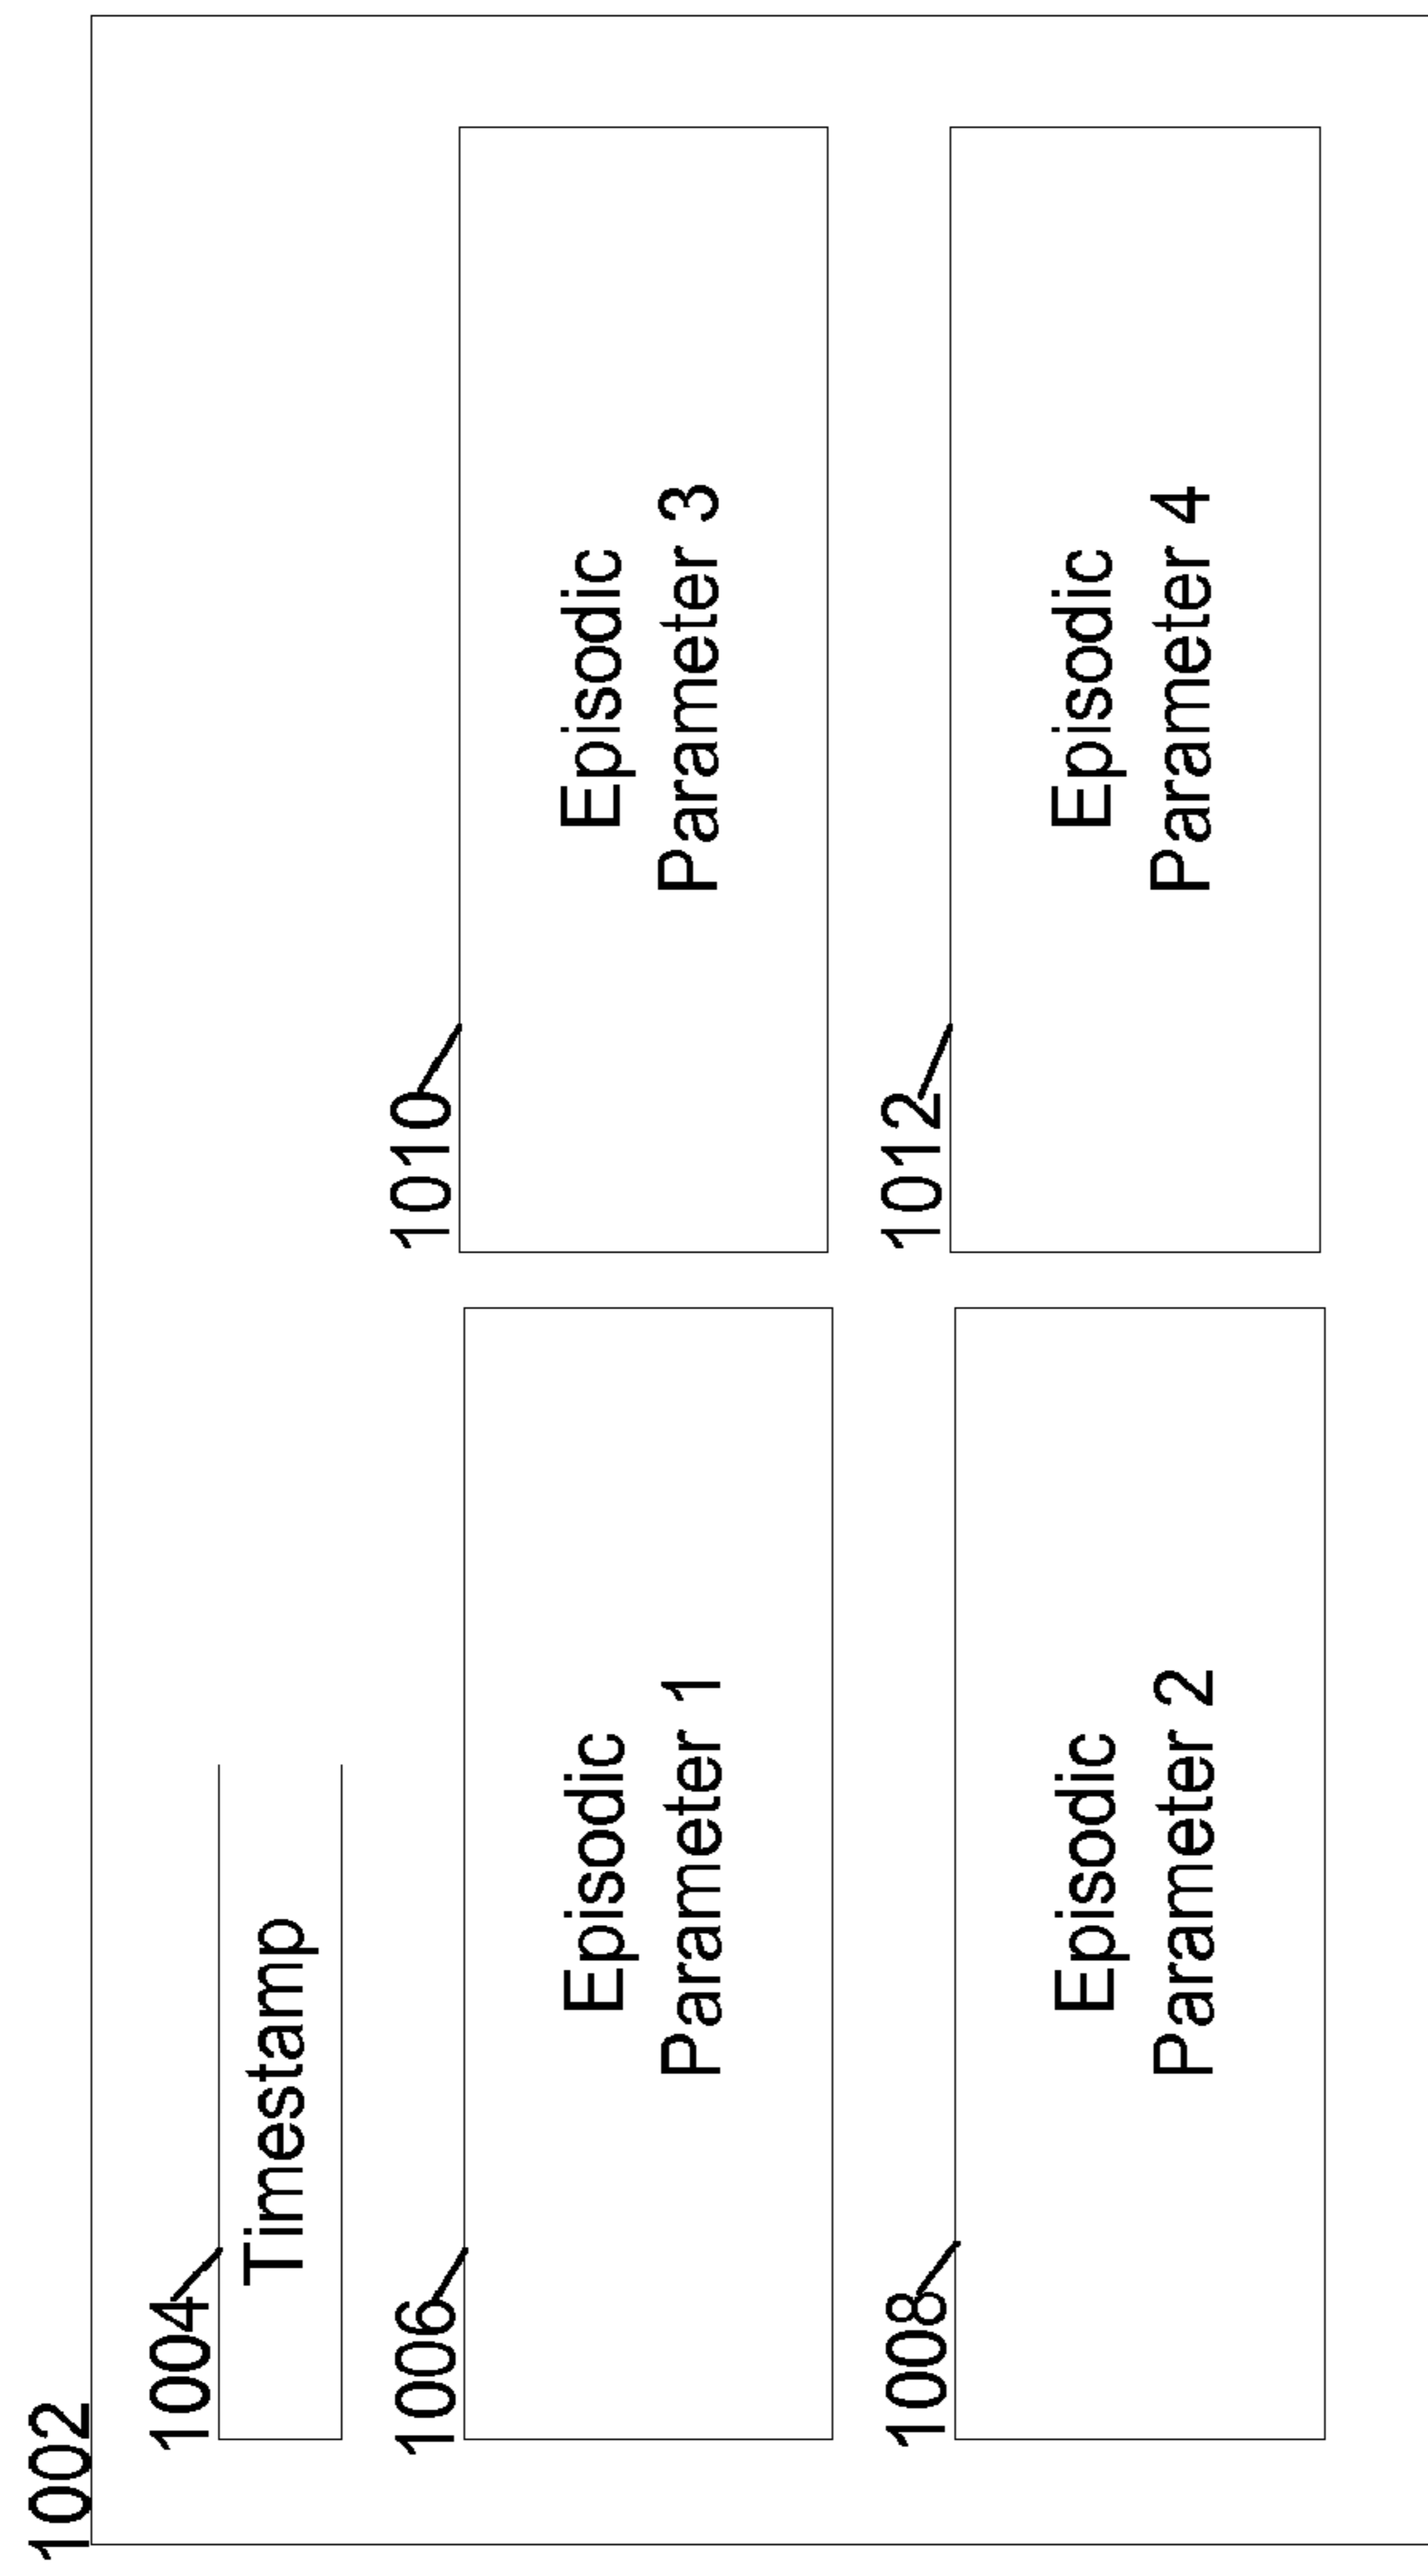 1002
1004
Timestamp
1006
Episodic
Parameter 1
1010
Episodic
Parameter 3
1008
Episodic
Parameter 2
1012
Episodic
Parameter 4